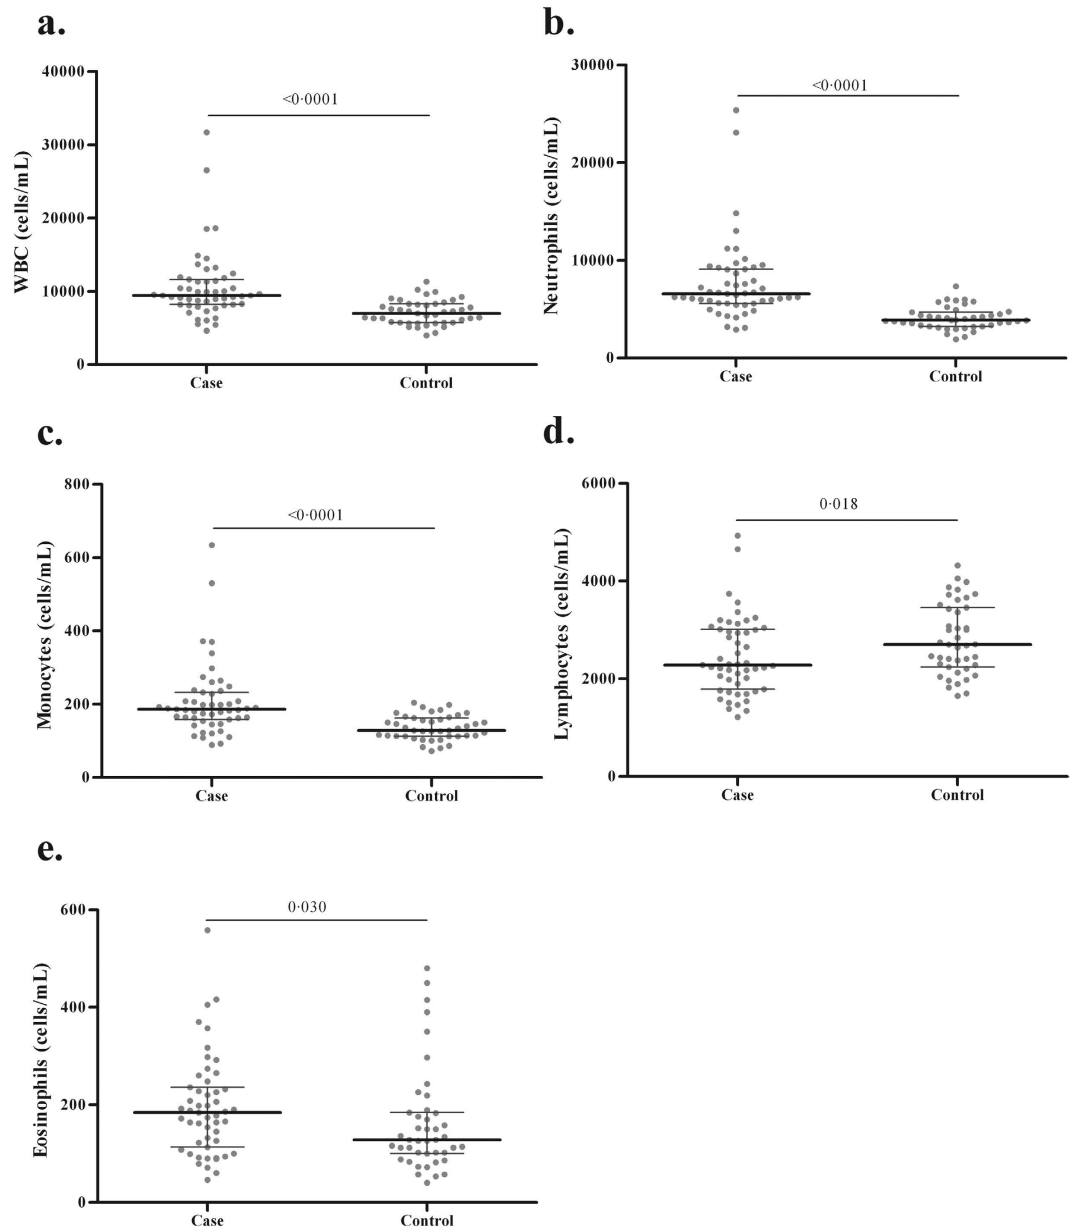 a.
WBC (cells/mL)
40000
30000
20000
10000
0
<0·0001
Case
Control
b.
Neutrophils (cells/mL)
30000
20000
10000
0
<0·0001
Case
Control
c.
Monocytes (cells/mL)
800
600
400
200
0
<0·0001
Case
Control
d.
Lymphocytes (cells/mL)
6000
4000
2000
0
0·018
Case
Control
e.
Eosinophils (cells/mL)
600
400
200
0
0·030
Case
Control